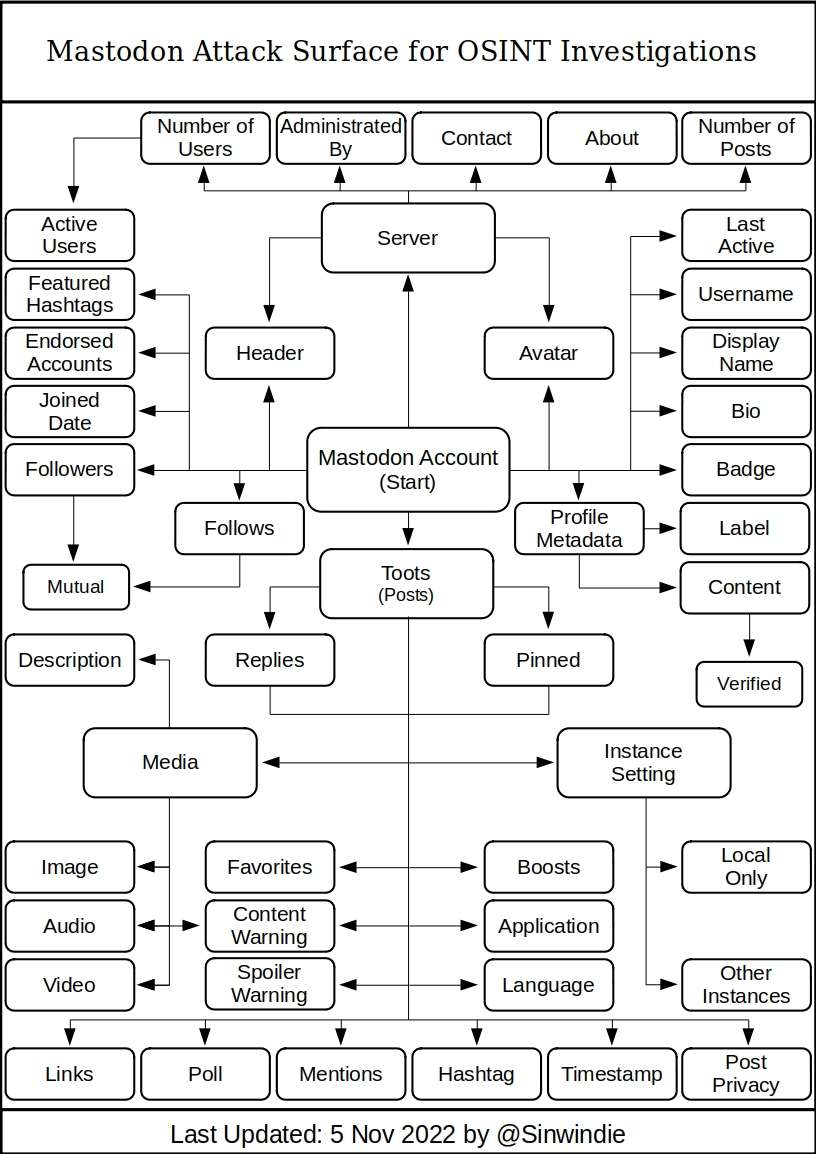 Mastodon Attack Surface for OSINT Investigations
Number of
Users
Administrated
By
Contact
About
Number of
Posts
Active
Users
Server
Last
Active
Featured
Hashtags
Username
Endorsed
Accounts
Header
Avatar
Display
Name
Joined
Date
Bio
Followers
Mastodon Account
(Start)
Badge
Follows
Profile
Metadata
Label
Mutual
Toots
(Posts)
Content
Description
Replies
Pinned
Verified
Media
Instance
Setting
Image
Favorites
Boosts
Local
Only
Audio
Content
Warning
Application
Video
Spoiler
Warning
Language
Other
Instances
Links
Poll
Mentions
Hashtag
Timestamp
Post
Privacy
Last Updated: 5 Nov 2022 by @Sinwindie